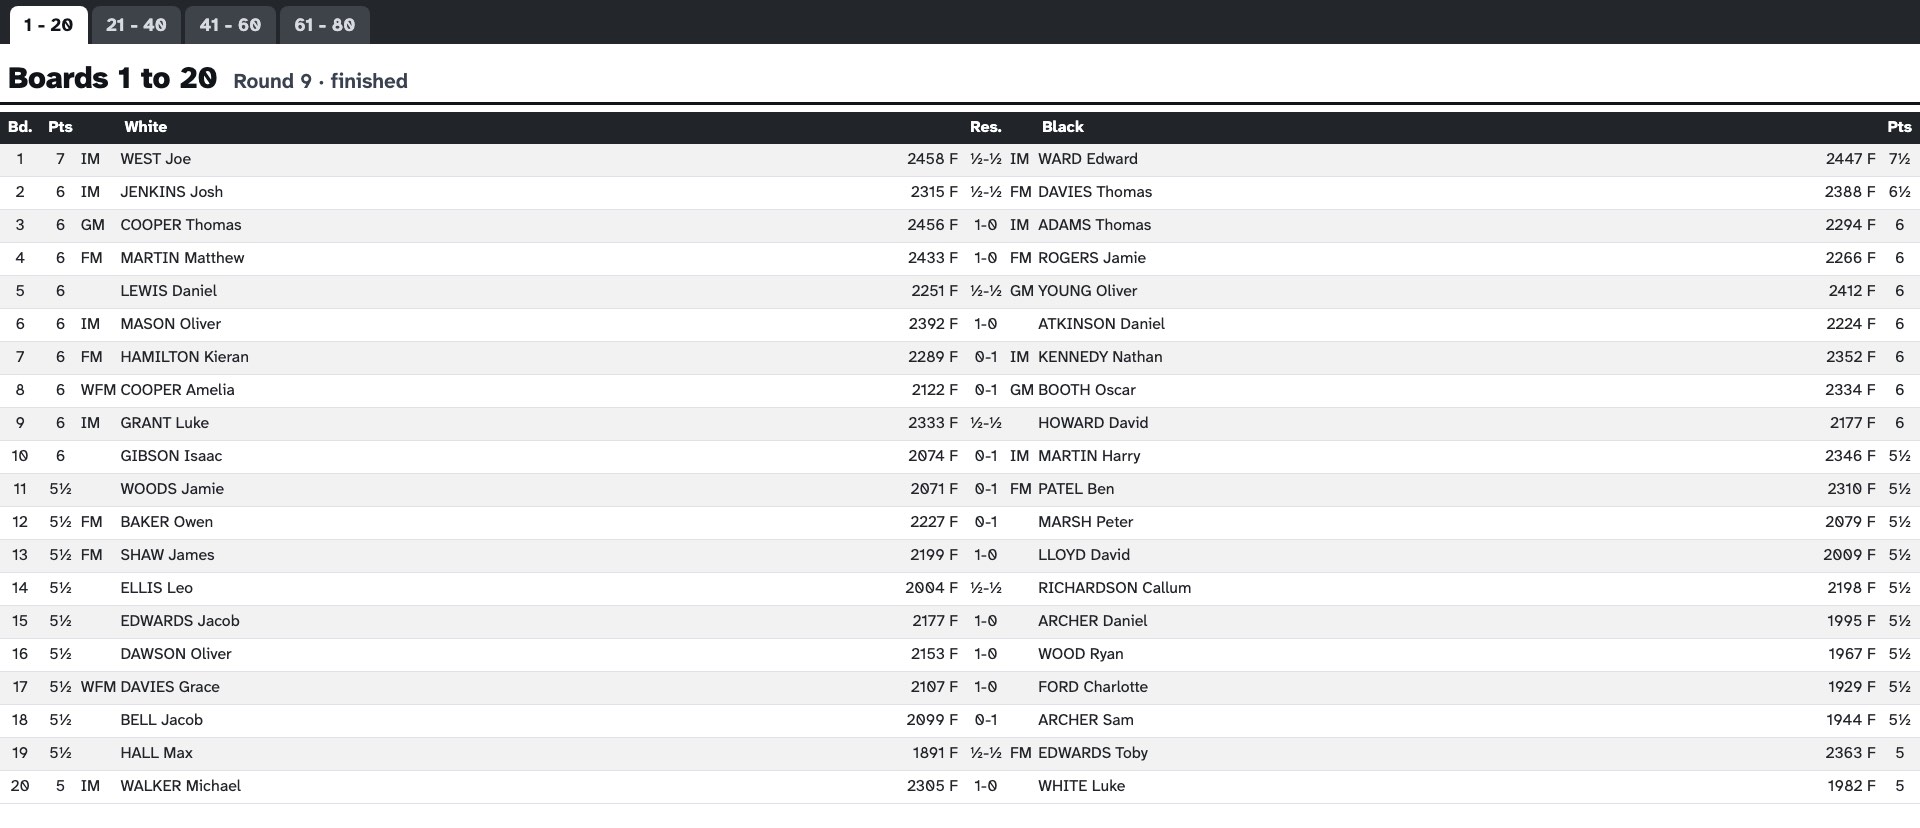 1 - 20 21 - 40 41 - 60 61 - 80
Boards 1 to 20 Round 9 · finished
Bd. Pts White Res. Black Pts
1 7 IM WEST Joe 2458 F ½-½ IM WARD Edward 2447 F 7½
2 6 IM JENKINS Josh 2315 F ½-½ FM DAVIES Thomas 2388 F 6½
3 6 GM COOPER Thomas 2456 F 1-0 IM ADAMS Thomas 2294 F 6
4 6 FM MARTIN Matthew 2433 F 1-0 FM ROGERS Jamie 2266 F 6
5 6 LEWIS Daniel 2251 F ½-½ GM YOUNG Oliver 2412 F 6
6 6 IM MASON Oliver 2392 F 1-0 ATKINSON Daniel 2224 F 6
7 6 FM HAMILTON Kieran 2289 F 0-1 IM KENNEDY Nathan 2352 F 6
8 6 WFM COOPER Amelia 2122 F 0-1 GM BOOTH Oscar 2334 F 6
9 6 IM GRANT Luke 2333 F ½-½ HOWARD David 2177 F 6
10 6 GIBSON Isaac 2074 F 0-1 IM MARTIN Harry 2346 F 5½
11 5½ WOODS Jamie 2071 F 0-1 FM PATEL Ben 2310 F 5½
12 5½ FM BAKER Owen 2227 F 0-1 MARSH Peter 2079 F 5½
13 5½ FM SHAW James 2199 F 1-0 LLOYD David 2009 F 5½
14 5½ ELLIS Leo 2004 F ½-½ RICHARDSON Callum 2198 F 5½
15 5½ EDWARDS Jacob 2177 F 1-0 ARCHER Daniel 1995 F 5½
16 5½ DAWSON Oliver 2153 F 1-0 WOOD Ryan 1967 F 5½
17 5½ WFM DAVIES Grace 2107 F 1-0 FORD Charlotte 1929 F 5½
18 5½ BELL Jacob 2099 F 0-1 ARCHER Sam 1944 F 5½
19 5½ HALL Max 1891 F ½-½ FM EDWARDS Toby 2363 F 5
20 5 IM WALKER Michael 2305 F 1-0 WHITE Luke 1982 F 5